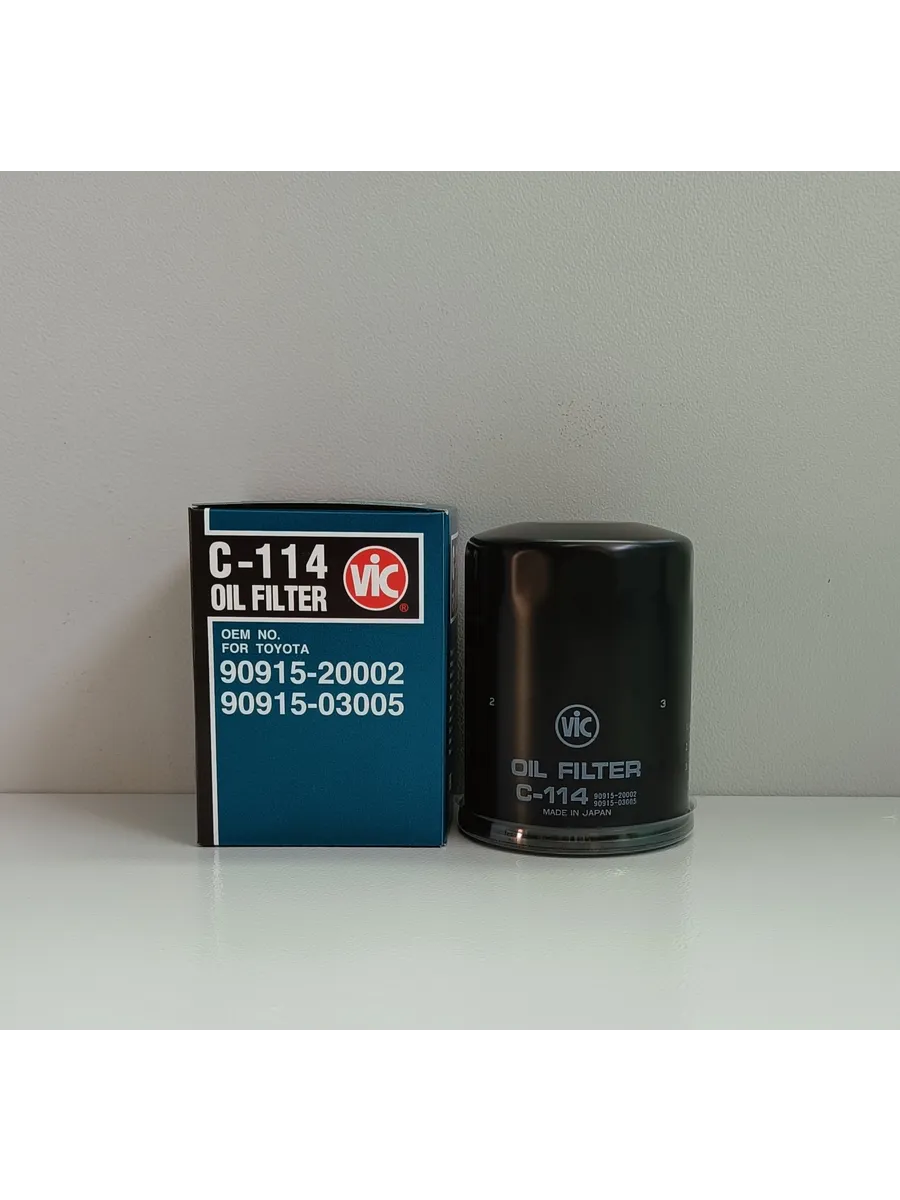 C-114
OIL FILTER
VIC
®
OEM NO.
FOR TOYOTA
90915-20002
90915-03005
2
3
VIC
OIL FILTER
C-114
90915-20002
90915-03005
MADE IN JAPAN